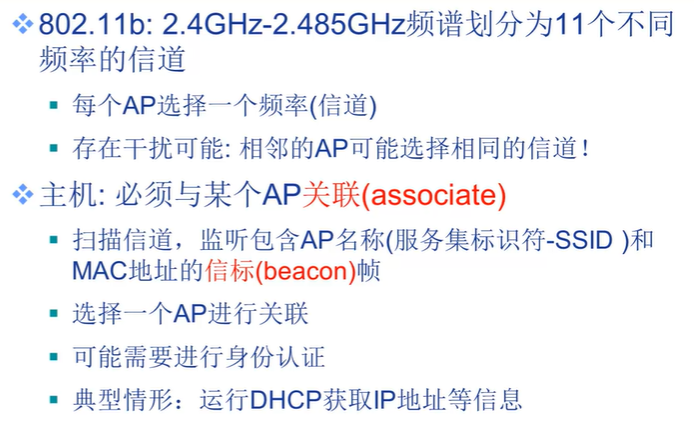 802.11b: 2.4GHz-2.485GHz频谱划分为11个不同
频率的信道
每个AP选择一个频率(信道)
存在干扰可能: 相邻的AP可能选择相同的信道！
主机: 必须与某个AP关联(associate)
扫描信道，监听包含AP名称(服务集标识符-SSID )和
MAC地址的信标(beacon)帧
选择一个AP进行关联
可能需要进行身份认证
典型情形：运行DHCP获取IP地址等信息